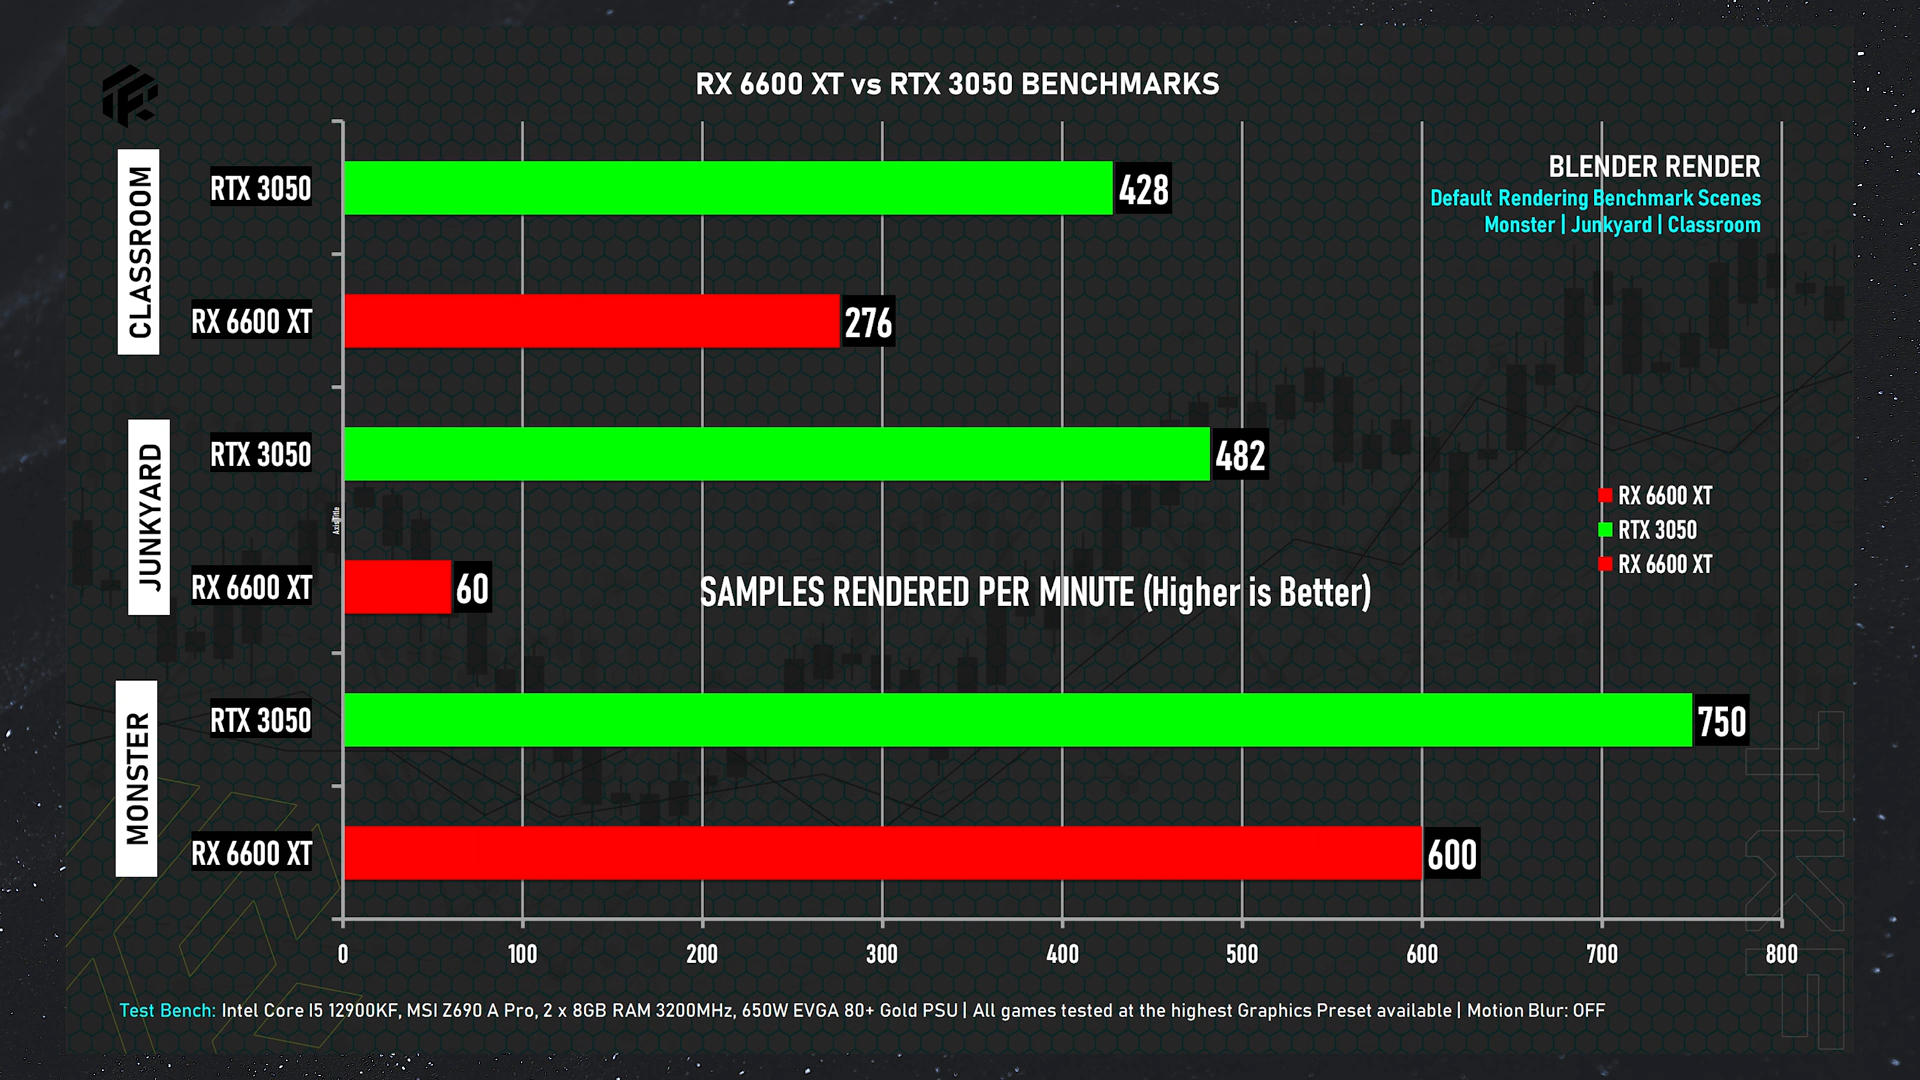 RX 6600 XT vs RTX 3050 BENCHMARKS
BLENDER RENDER
Default Rendering Benchmark Scenes
Monster | Junkyard | Classroom
CLASSROOM
RTX 3050
428
RX 6600 XT
276
JUNKYARD
RTX 3050
482
RX 6600 XT
60
Axis Title
SAMPLES RENDERED PER MINUTE (Higher is Better)
RX 6600 XT
RTX 3050
RX 6600 XT
MONSTER
RTX 3050
750
RX 6600 XT
600
0 100 200 300 400 500 600 700 800
Test Bench: Intel Core I5 12900KF, MSI Z690 A Pro, 2 x 8GB RAM 3200MHz, 650W EVGA 80+ Gold PSU | All games tested at the highest Graphics Preset available | Motion Blur: OFF